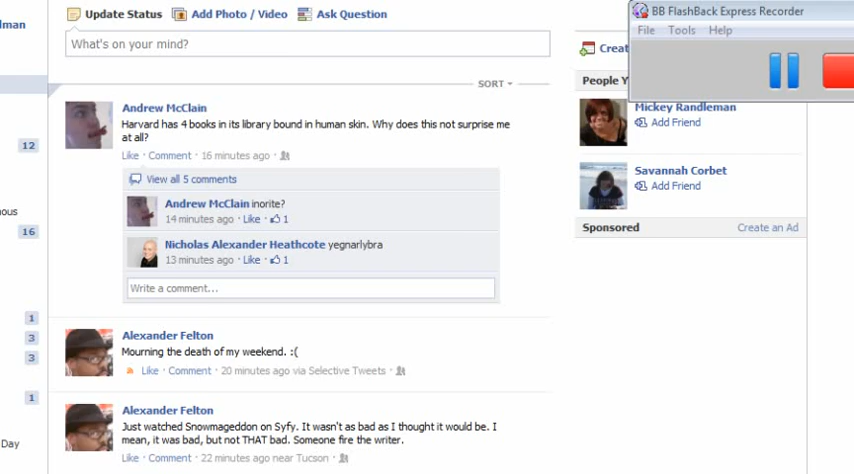 Update Status Add Photo / Video Ask Question
What's on your mind?
SORT
Andrew McClain
Harvard has 4 books in its library bound in human skin. Why does this not surprise me
at all?
Like · Comment · 16 minutes ago ·
View all 5 comments
Andrew McClain inorite?
14 minutes ago · Like · 1
Nicholas Alexander Heathcote yegnarlybra
13 minutes ago · Like · 1
Write a comment...
Alexander Felton
Mourning the death of my weekend. :(
Like · Comment · 20 minutes ago via Selective Tweets ·
Alexander Felton
Just watched Snowmageddon on Syfy. It wasn't as bad as I thought it would be. I
mean, it was bad, but not THAT bad. Someone fire the writer.
Like · Comment · 22 minutes ago near Tucson ·
dman
12
ous
16
1
3
3
1
Day
BB FlashBack Express Recorder
File Tools Help
Creat
People Y
Mickey Randleman
Add Friend
Savannah Corbet
Add Friend
Sponsored Create an Ad